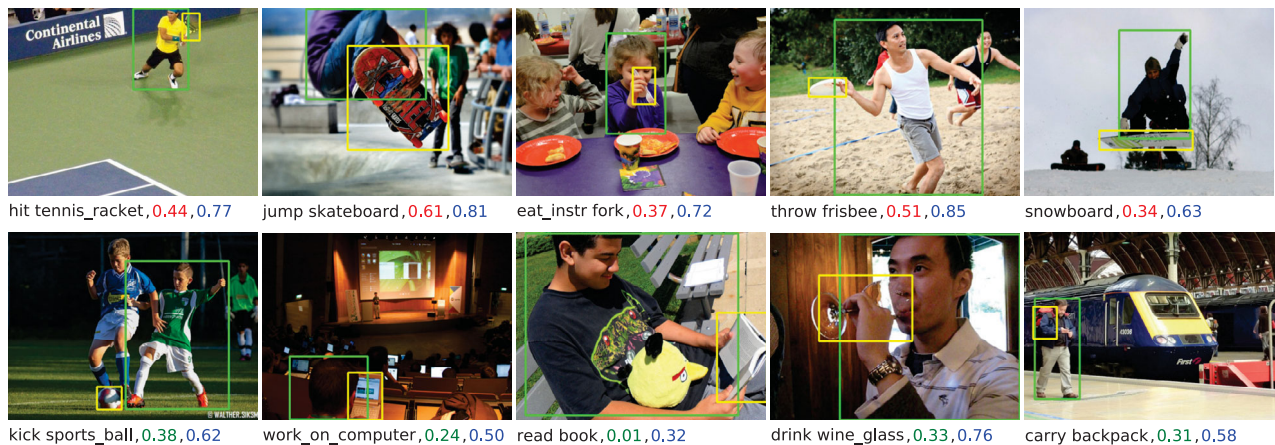 Continental
Airlines
hit tennis_racket, 0.44, 0.77
jump skateboard, 0.61, 0.81
eat_instr fork, 0.37, 0.72
throw frisbee, 0.51, 0.85
snowboard, 0.34, 0.63
© WALTHER.SIKSM
First
kick sports_ball, 0.38, 0.62
work_on_computer, 0.24, 0.50
read book, 0.01, 0.32
drink wine_glass, 0.33, 0.76
carry backpack, 0.31, 0.58